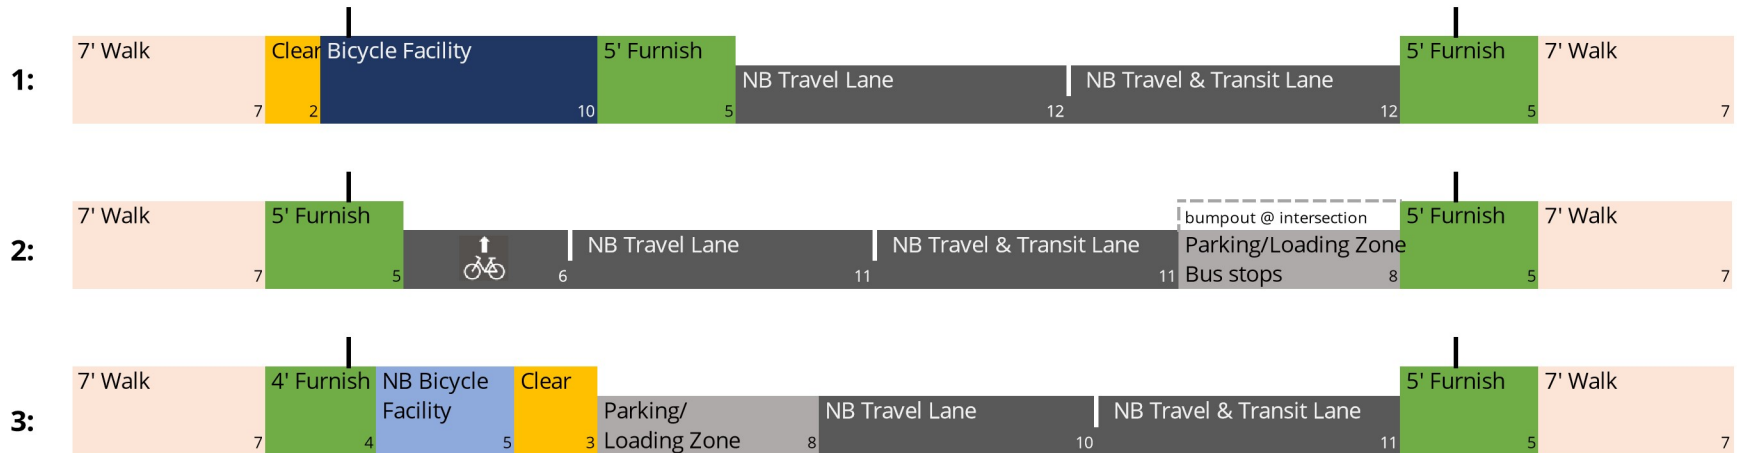 1:
7' Walk
7
Clear
2
Bicycle Facility
10
5' Furnish
5
NB Travel Lane
12
NB Travel & Transit Lane
12
5' Furnish
5
7' Walk
7
2:
7' Walk
7
5' Furnish
5
6
NB Travel Lane
11
NB Travel & Transit Lane
11
bumpout @ intersection
Parking/Loading Zone
Bus stops
8
5' Furnish
5
7' Walk
7
3:
7' Walk
7
4' Furnish
4
NB Bicycle
Facility
5
Clear
3
Parking/
Loading Zone
8
NB Travel Lane
10
NB Travel & Transit Lane
11
5' Furnish
5
7' Walk
7